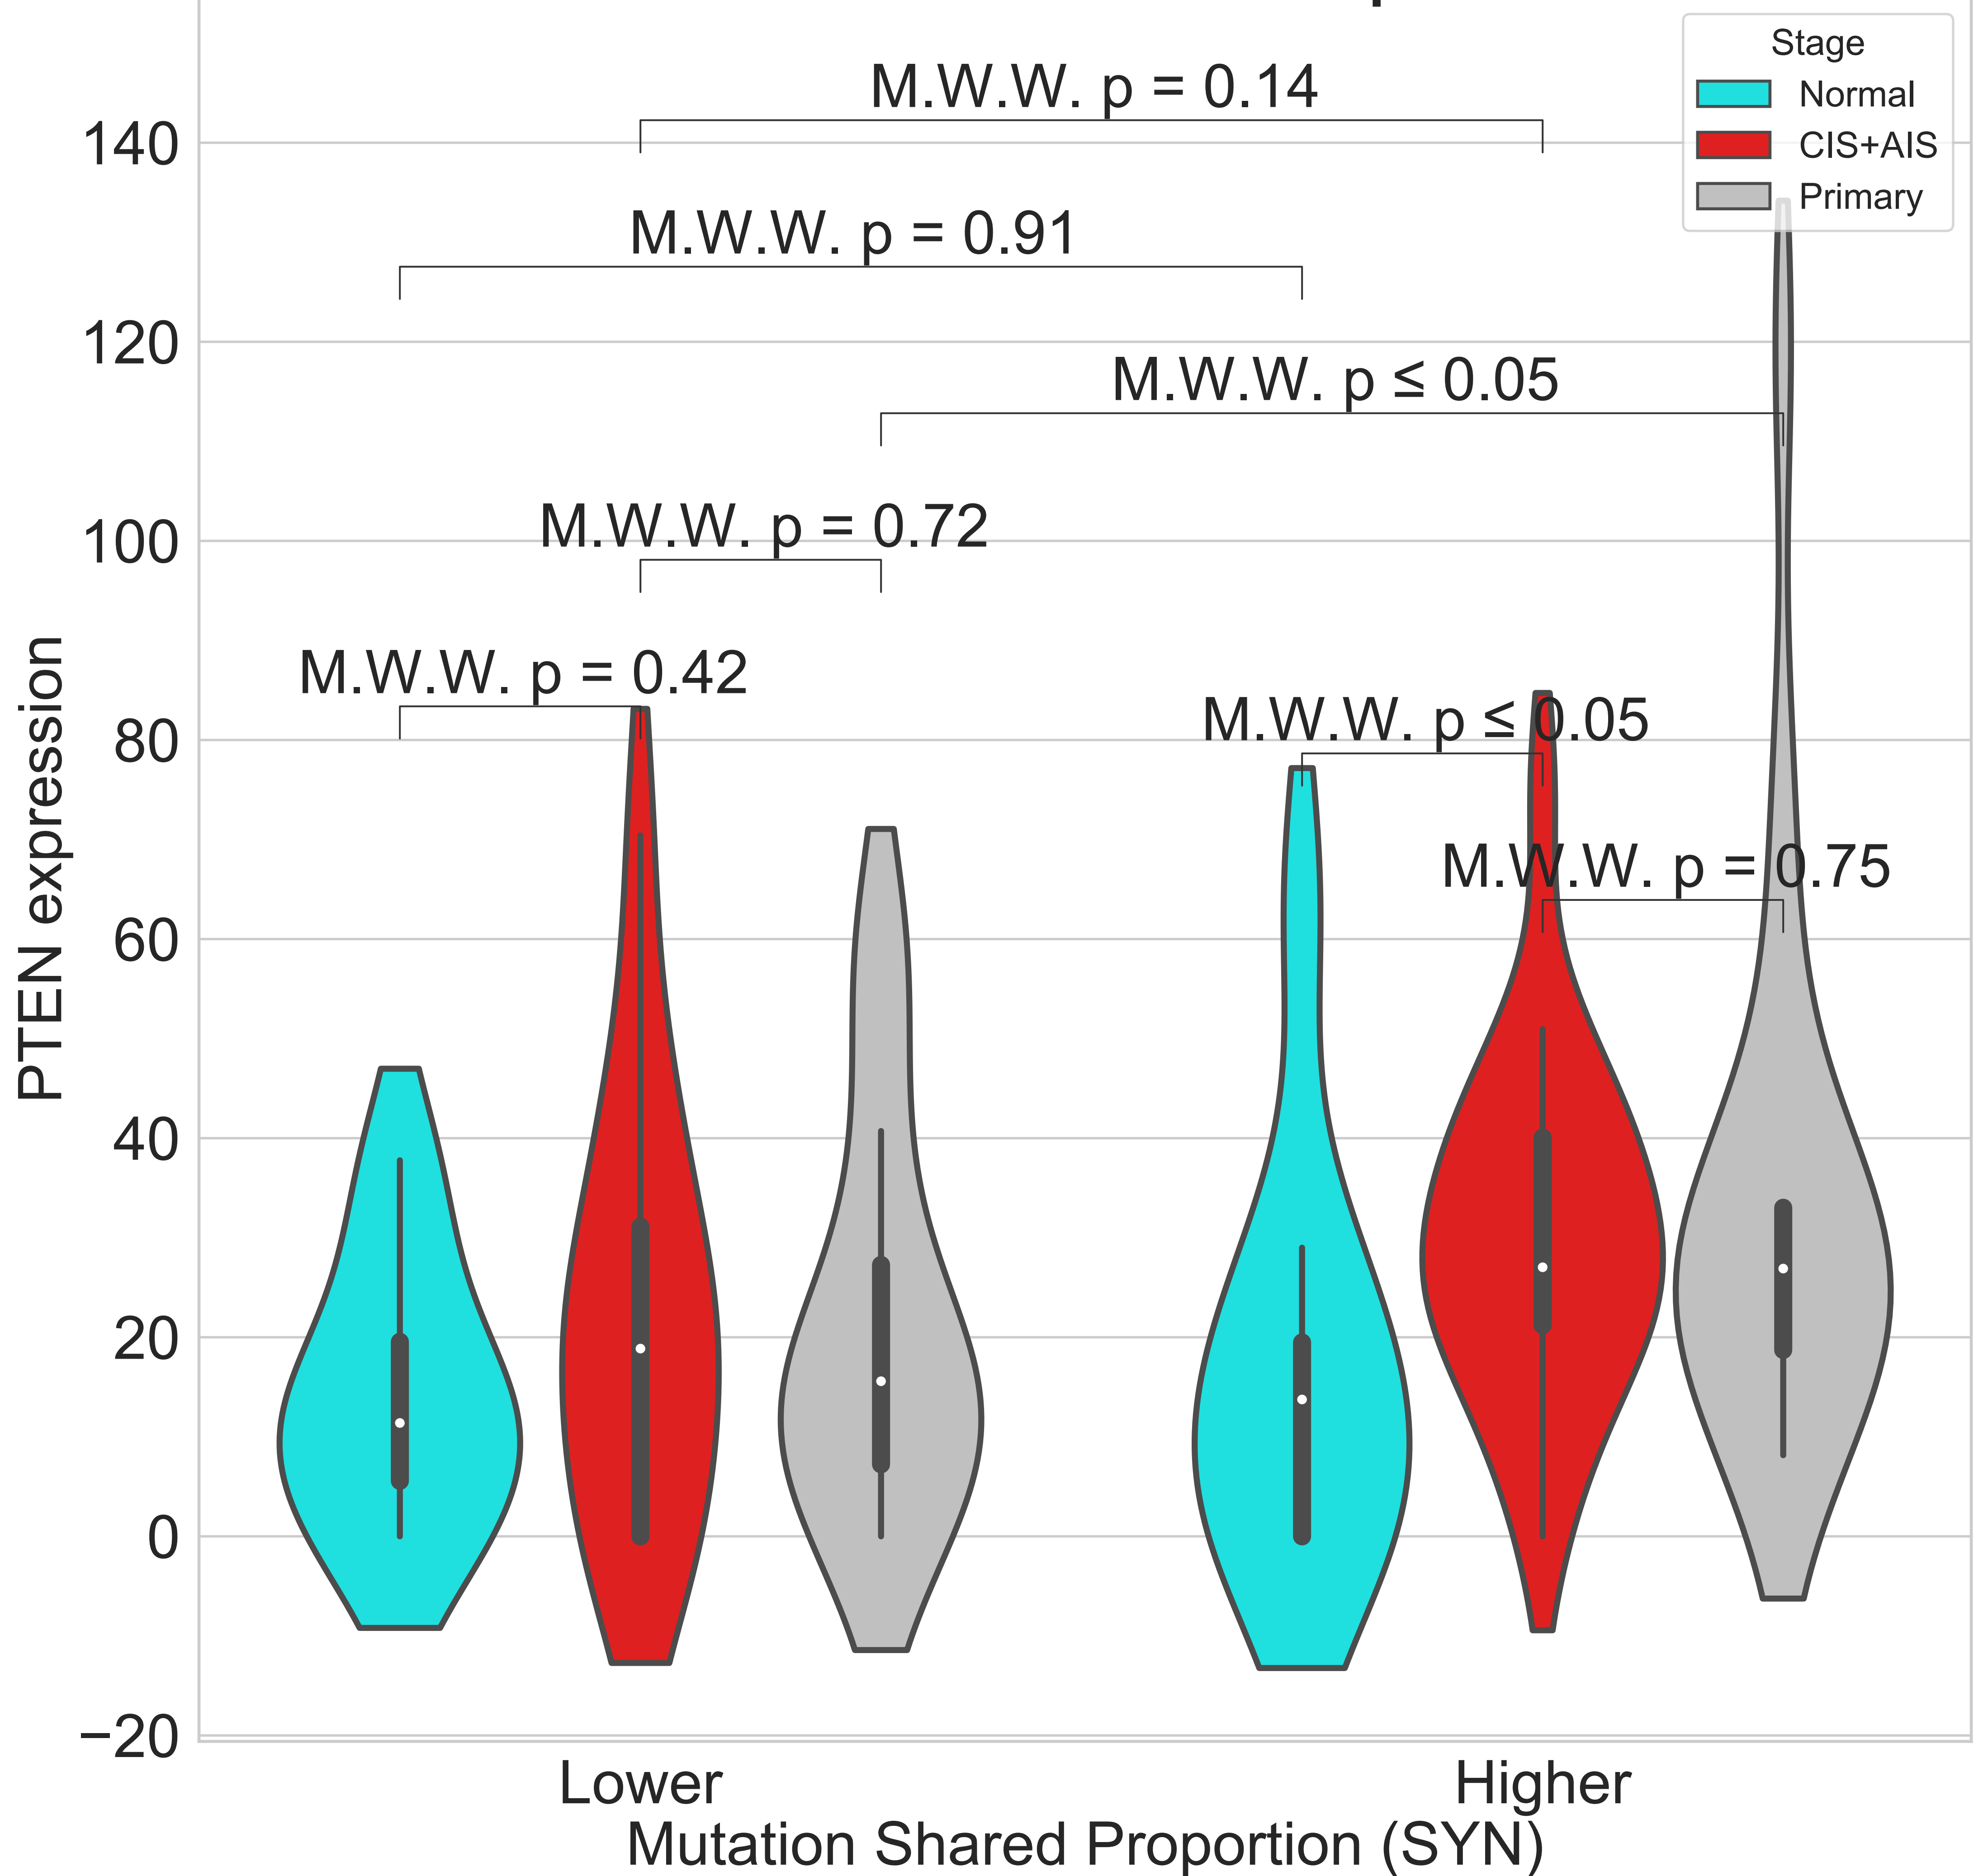 Stage
Normal
CIS+AIS
Primary
M.W.W. p = 0.14
M.W.W. p = 0.91
M.W.W. p ≤ 0.05
M.W.W. p = 0.72
M.W.W. p = 0.42
M.W.W. p ≤ 0.05
M.W.W. p = 0.75
140
120
100
80
60
40
20
0
−20
PTEN expression
Lower
Higher
Mutation Shared Proportion (SYN)